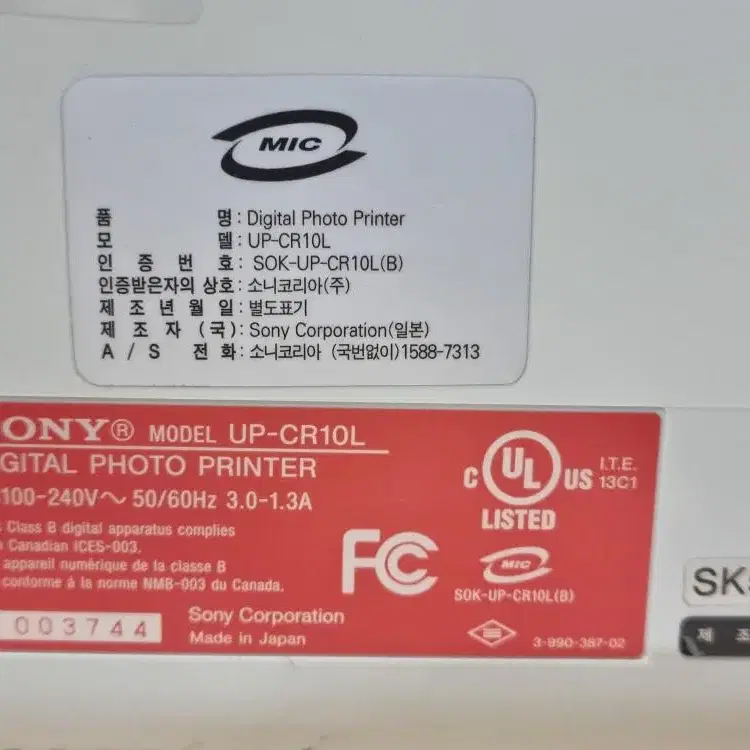 MIC
품 명 : Digital Photo Printer
모 델 : UP-CR10L
인 증 번 호 : SOK-UP-CR10L(B)
인증받은자의 상호 : 소니코리아(주)
제 조 년 월 일 : 별도표기
제 조 자 (국) : Sony Corporation(일본)
A / S 전 화 : 소니코리아 (국번없이)1588-7313
ONY® MODEL UP-CR10L
GITAL PHOTO PRINTER
100-240V～ 50/60Hz 3.0-1.3A
Class B digital apparatus complies
Canadian ICES-003.
appareil numérique de la classe B
conforme à la norme NMB-003 du Canada.
003744
Sony Corporation
Made in Japan
FC
C UL US
LISTED
I.T.E.
13C1
MIC
SOK-UP-CR10L(B)
3-990-387-02
SK
제 조